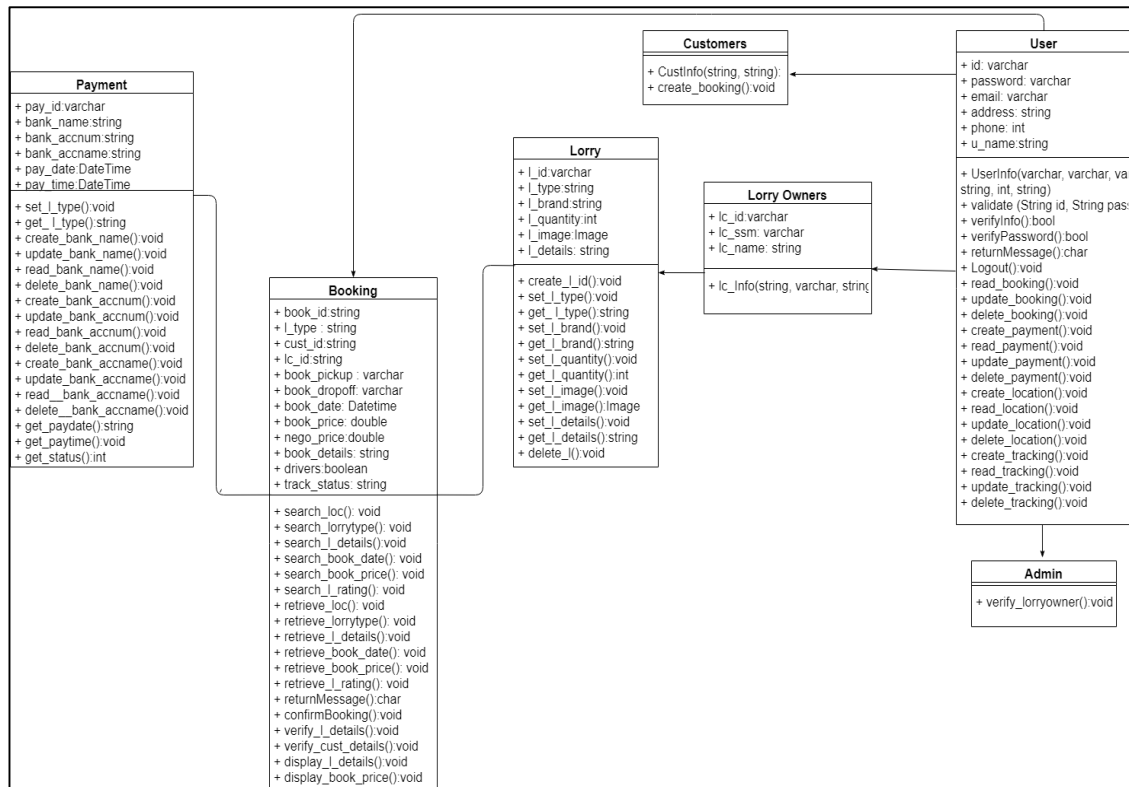 Payment
+ pay_id:varchar
+ bank_name:string
+ bank_accnum:string
+ bank_accname:string
+ pay_date:DateTime
+ pay_time:DateTime
+ set_l_type():void
+ get_ l_type():string
+ create_bank_name():void
+ update_bank_name():void
+ read_bank_name():void
+ delete_bank_name():void
+ create_bank_accnum():void
+ update_bank_accnum():void
+ read_bank_accnum():void
+ delete_bank_accnum():void
+ create_bank_accname():void
+ update_bank_accname():void
+ read__bank_accname():void
+ delete__bank_accname():void
+ get_paydate():string
+ get_paytime():void
+ get_status():int
Booking
+ book_id:string
+ l_type : string
+ cust_id:string
+ lc_id:string
+ book_pickup : varchar
+ book_dropoff: varchar
+ book_date: Datetime
+ book_price: double
+ nego_price:double
+ book_details: string
+ drivers:boolean
+ track_status: string
+ search_loc(): void
+ search_lorrytype(): void
+ search_l_details():void
+ search_book_date(): void
+ search_book_price(): void
+ search_l_rating(): void
+ retrieve_loc(): void
+ retrieve_lorrytype(): void
+ retrieve_l_details():void
+ retrieve_book_date(): void
+ retrieve_book_price(): void
+ retrieve_l_rating(): void
+ returnMessage():char
+ confirmBooking():void
+ verify_l_details():void
+ verify_cust_details():void
+ display_l_details():void
+ display_book_price():void
Lorry
+ l_id:varchar
+ l_type:string
+ l_brand:string
+ l_quantity:int
+ l_image:Image
+ l_details: string
+ create_l_id():void
+ set_l_type():void
+ get_ l_type():string
+ set_l_brand():void
+ get_l_brand():string
+ set_l_quantity():void
+ get_l_quantity():int
+ set_l_image():void
+ get_l_image():Image
+ set_l_details():void
+ get_l_details():string
+ delete_l():void
Customers
+ CustInfo(string, string):
+ create_booking():void
Lorry Owners
+ lc_id:varchar
+ lc_ssm: varchar
+ lc_name: string
+ lc_Info(string, varchar, string
User
+ id: varchar
+ password: varchar
+ email: varchar
+ address: string
+ phone: int
+ u_name:string
+ UserInfo(varchar, varchar, var
string, int, string)
+ validate (String id, String pass
+ verifyInfo():bool
+ verifyPassword():bool
+ returnMessage():char
+ Logout():void
+ read_booking():void
+ update_booking():void
+ delete_booking():void
+ create_payment():void
+ read_payment():void
+ update_payment():void
+ delete_payment():void
+ create_location():void
+ read_location():void
+ update_location():void
+ delete_location():void
+ create_tracking():void
+ read_tracking():void
+ update_tracking():void
+ delete_tracking():void
Admin
+ verify_lorryowner():void